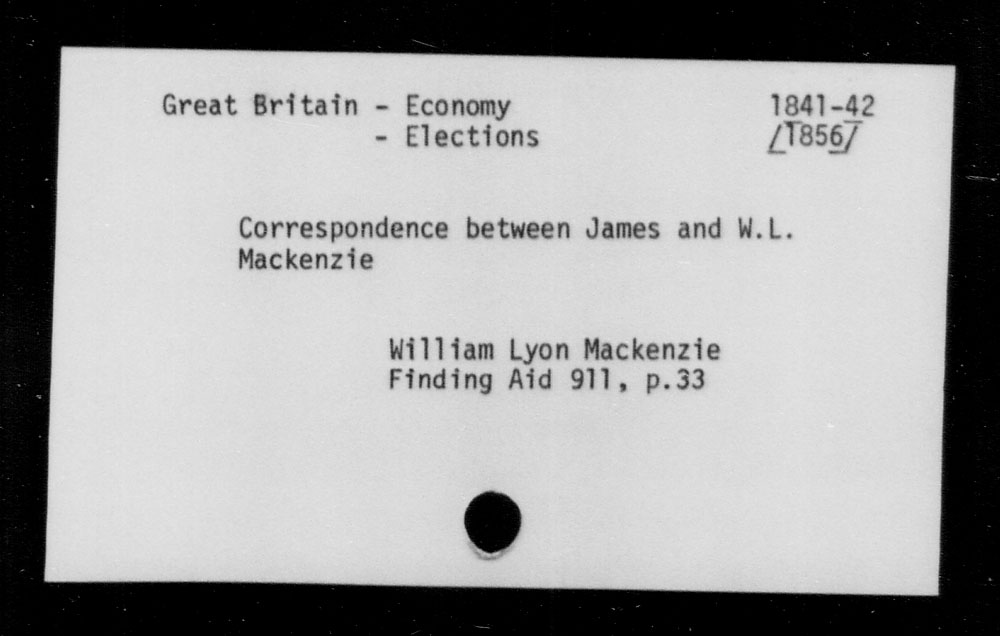 Great Britain - Economy 1841-42
- Elections [1856]
Correspondence between James and W.L.
Mackenzie
William Lyon Mackenzie
Finding Aid 911, p.33